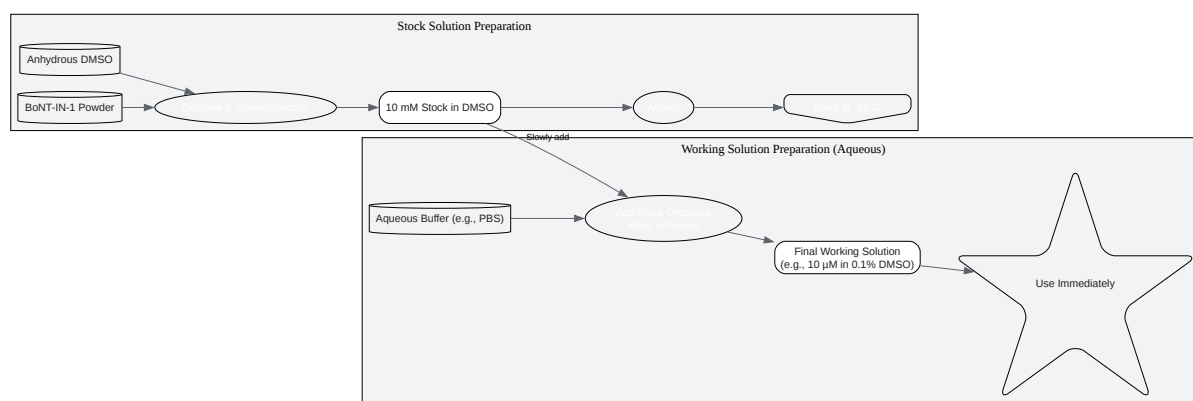 Stock Solution Preparation
Anhydrous DMSO
BoNT-IN-1 Powder
Dissolve & Vortex/Sonicate
10 mM Stock in DMSO
Aliquot
Store at -80°C
Slowly add
Working Solution Preparation (Aqueous)
Aqueous Buffer (e.g., PBS)
Add Stock Dropwise
while Vortexing
Final Working Solution
(e.g., 10 µM in 0.1% DMSO)
Use Immediately